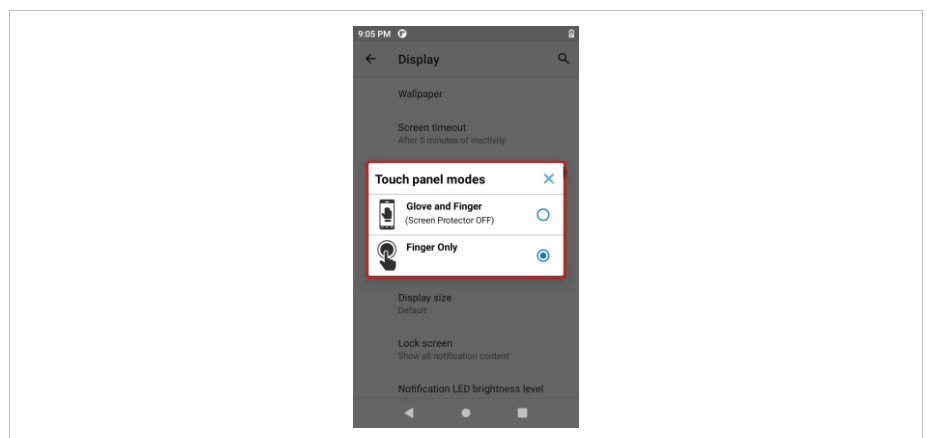 9:05 PM
Display
Wallpaper
Screen timeout
After 5 minutes of inactivity
Touch panel modes
Glove and Finger
(Screen Protector OFF)
Finger Only
Display size
Default
Lock screen
Show all notification content
Notification LED brightness level